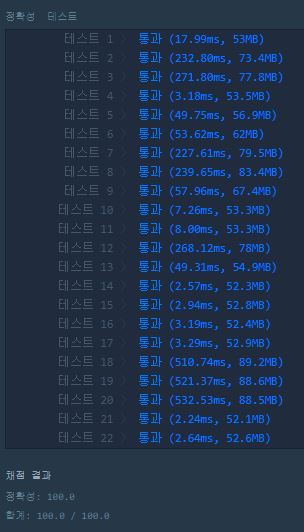 정확성 테스트
테스트 1 〉 통과 (17.99ms, 53MB)
테스트 2 〉 통과 (232.80ms, 73.4MB)
테스트 3 〉 통과 (271.80ms, 77.8MB)
테스트 4 〉 통과 (3.18ms, 53.5MB)
테스트 5 〉 통과 (49.75ms, 56.9MB)
테스트 6 〉 통과 (53.62ms, 62MB)
테스트 7 〉 통과 (227.61ms, 79.5MB)
테스트 8 〉 통과 (239.65ms, 83.4MB)
테스트 9 〉 통과 (57.96ms, 67.4MB)
테스트 10 〉 통과 (7.26ms, 53.3MB)
테스트 11 〉 통과 (8.00ms, 53.3MB)
테스트 12 〉 통과 (268.12ms, 78MB)
테스트 13 〉 통과 (49.31ms, 54.9MB)
테스트 14 〉 통과 (2.57ms, 52.3MB)
테스트 15 〉 통과 (2.94ms, 52.8MB)
테스트 16 〉 통과 (3.19ms, 52.4MB)
테스트 17 〉 통과 (3.29ms, 52.9MB)
테스트 18 〉 통과 (510.74ms, 89.2MB)
테스트 19 〉 통과 (521.37ms, 88.6MB)
테스트 20 〉 통과 (532.53ms, 88.5MB)
테스트 21 〉 통과 (2.24ms, 52.1MB)
테스트 22 〉 통과 (2.64ms, 52.6MB)
채점 결과
정확성: 100.0
합계: 100.0 / 100.0